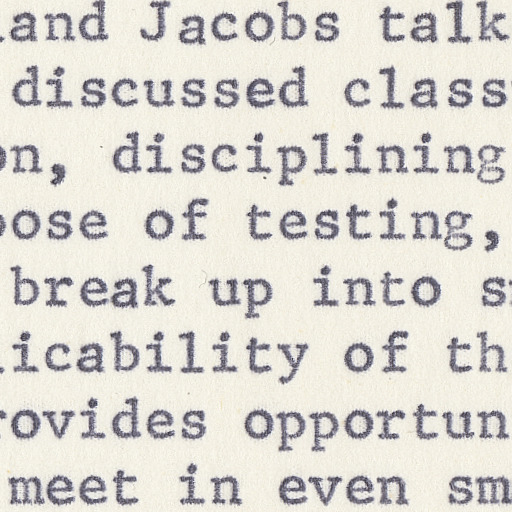 and Jacobs talk
discussed class
on, disciplining
pose of testing,
break up into s
icability of th
rovides opportun
meet in even sm